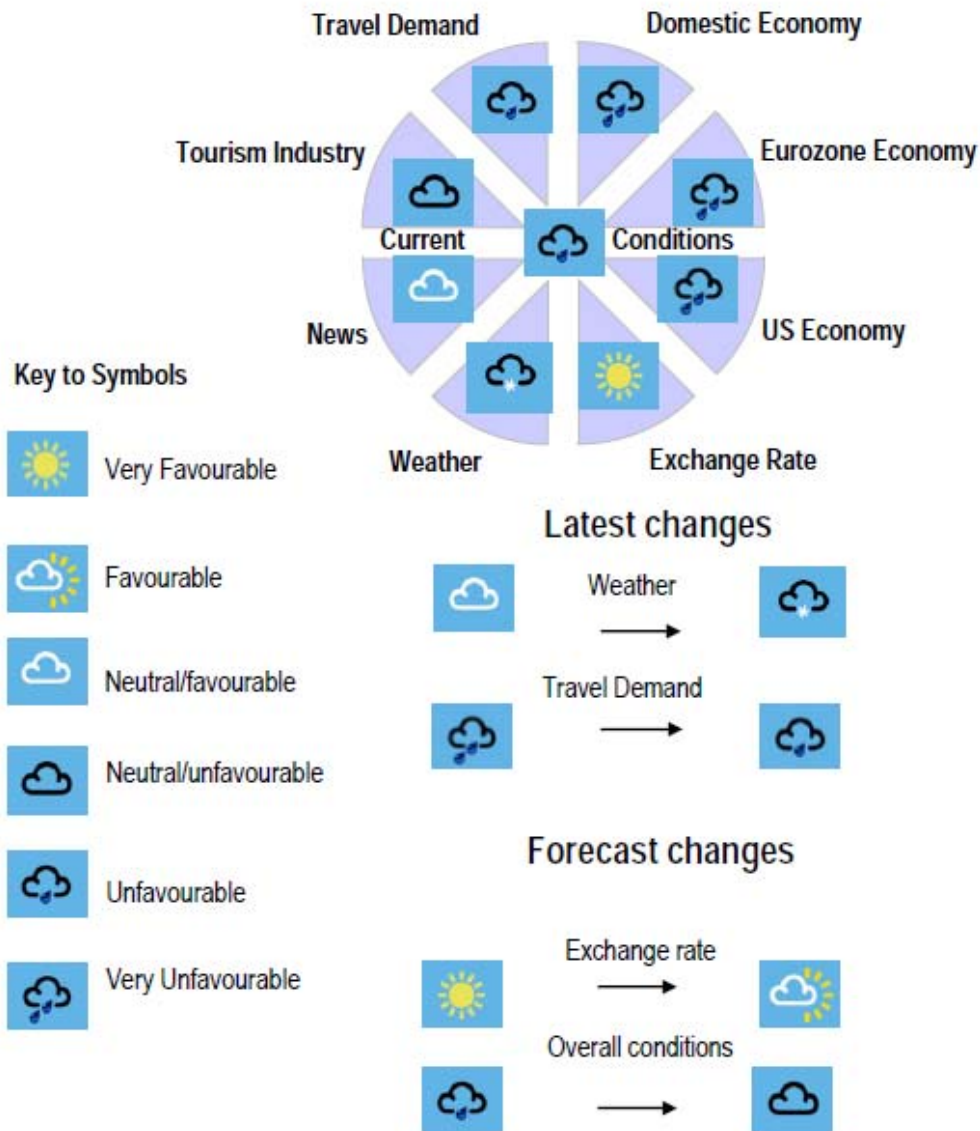 Travel Demand
Domestic Economy
Tourism Industry
Eurozone Economy
Current
Conditions
News
US Economy
Weather
Exchange Rate
Key to Symbols
Very Favourable
Favourable
Neutral/favourable
Neutral/unfavourable
Unfavourable
Very Unfavourable
Latest changes
Weather
Travel Demand
Forecast changes
Exchange rate
Overall conditions